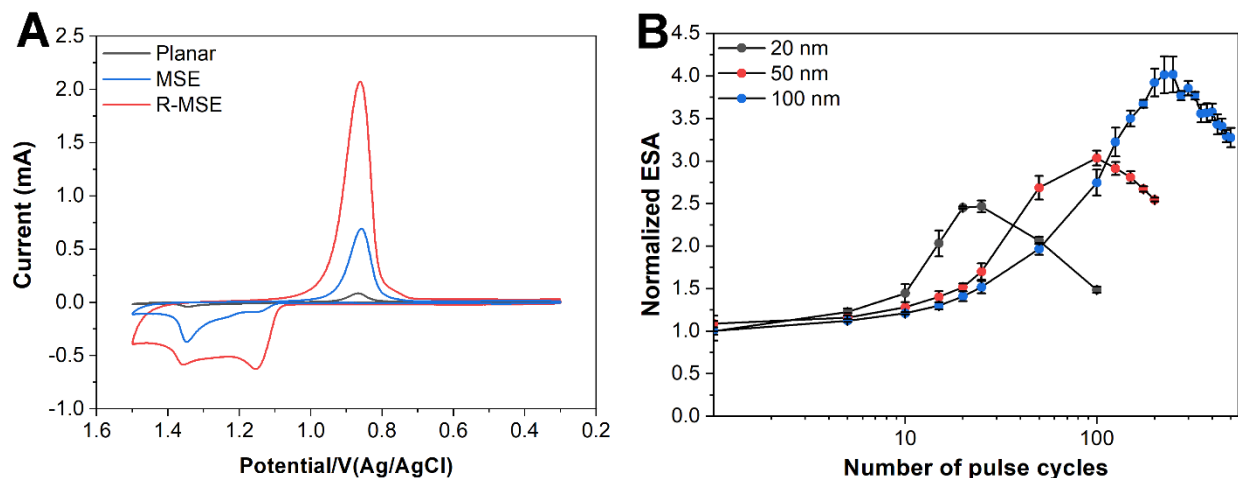 A
Planar
MSE
R-MSE
2.5
2.0
1.5
1.0
0.5
0.0
-0.5
-1.0
Current (mA)
1.6 1.4 1.2 1.0 0.8 0.6 0.4 0.2
Potential/V(Ag/AgCl)
B
20 nm
50 nm
100 nm
4.5
4.0
3.5
3.0
2.5
2.0
1.5
1.0
0.5
0.0
Normalized ESA
10 100
Number of pulse cycles